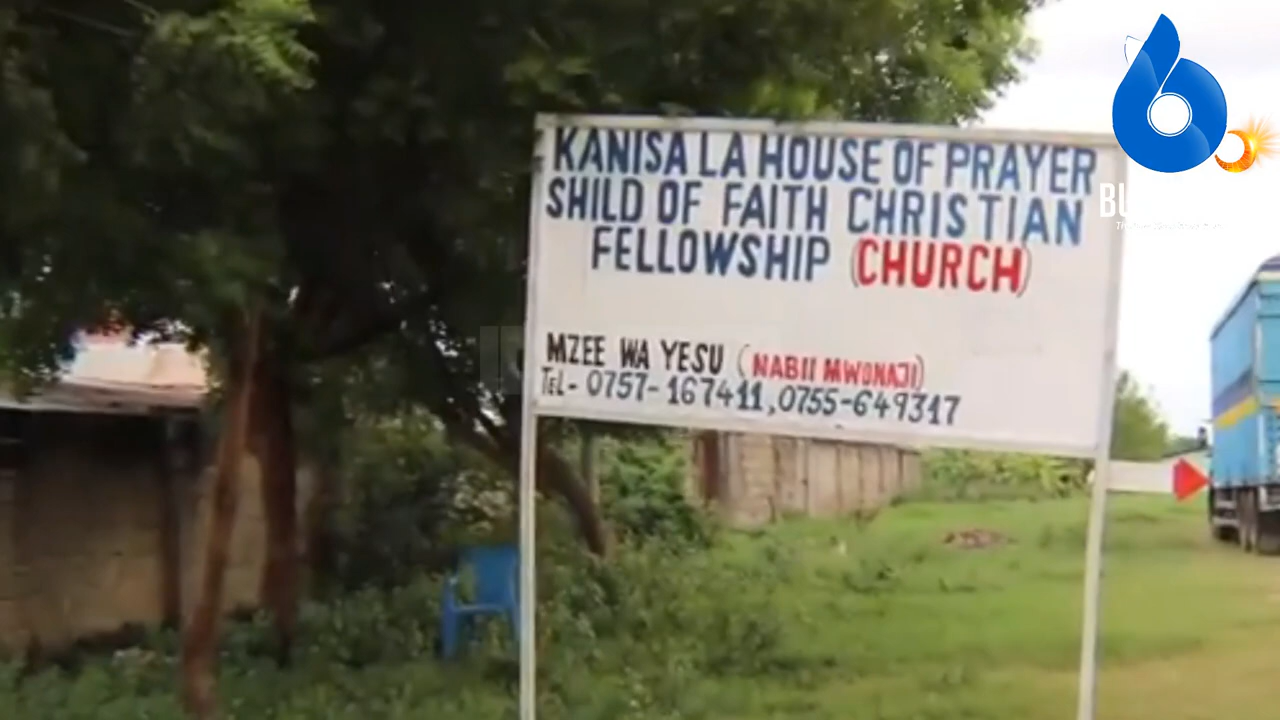 KANISA LA HOUSE OF PRAYER
SHILD OF FAITH CHRISTIAN
FELLOWSHIP (CHURCH)
MZEE WA YESU (NABII MWONAJI)
TEL- 0757-167411,0755-649317